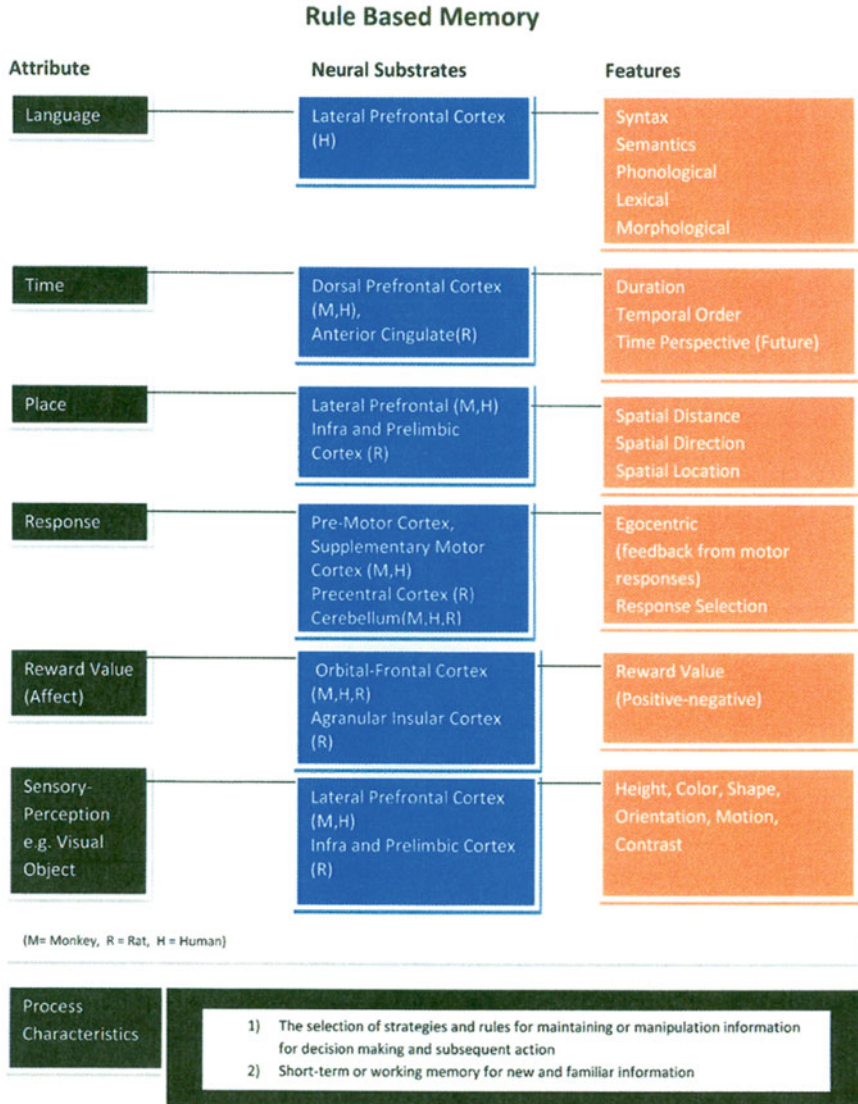 Rule Based Memory
Attribute
Neural Substrates
Features
Language
Lateral Prefrontal Cortex
(H)
Syntax
Semantics
Phonological
Lexical
Morphological
Time
Dorsal Prefrontal Cortex
(M,H),
Anterior Cingulate(R)
Duration
Temporal Order
Time Perspective (Future)
Place
Lateral Prefrontal (M,H)
Infra and Prelimbic
Cortex (R)
Spatial Distance
Spatial Direction
Spatial Location
Response
Pre-Motor Cortex,
Supplementary Motor
Cortex (M,H)
Precentral Cortex (R)
Cerebellum(M,H,R)
Egocentric
(feedback from motor
responses)
Response Selection
Reward Value
(Affect)
Orbital-Frontal Cortex
(M,H,R)
Agranular Insular Cortex
(R)
Reward Value
(Positive-negative)
Sensory-
Perception
e.g. Visual
Object
Lateral Prefrontal Cortex
(M,H)
Infra and Prelimbic Cortex
(R)
Height, Color, Shape,
Orientation, Motion,
Contrast
(M= Monkey, R = Rat, H = Human)
Process
Characteristics
1) The selection of strategies and rules for maintaining or manipulation information
for decision making and subsequent action
2) Short-term or working memory for new and familiar information